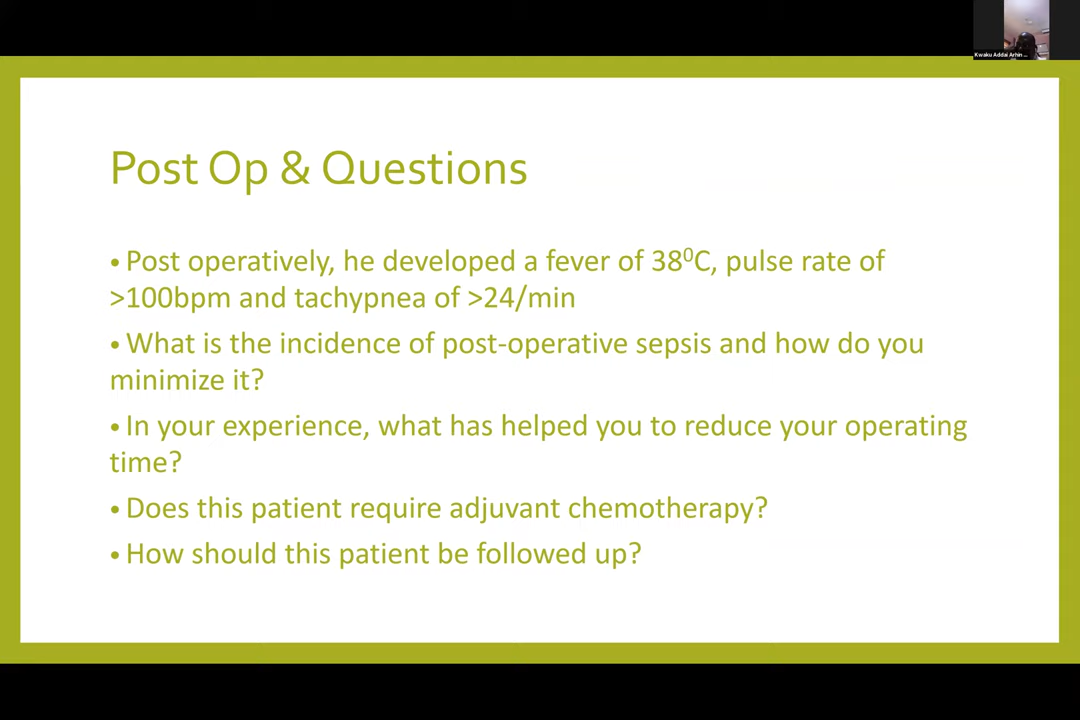 Kwaku Addai Arhin ...
Post Op & Questions
• Post operatively, he developed a fever of 38⁰C, pulse rate of
>100bpm and tachypnea of >24/min
• What is the incidence of post-operative sepsis and how do you
minimize it?
• In your experience, what has helped you to reduce your operating
time?
• Does this patient require adjuvant chemotherapy?
• How should this patient be followed up?